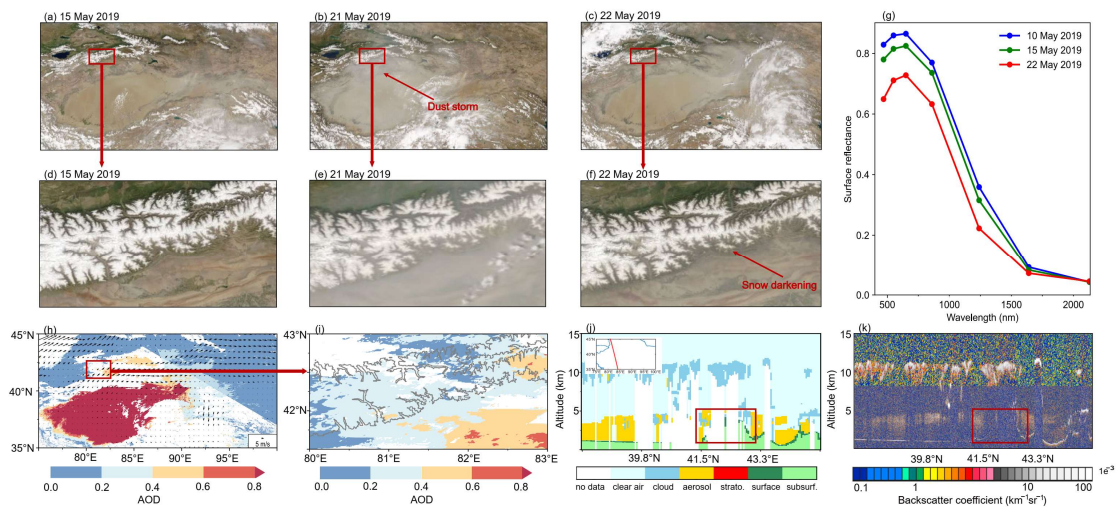 (a) 15 May 2019
(b) 21 May 2019
(c) 22 May 2019
(g)
Dust storm
(d) 15 May 2019
(e) 21 May 2019
(f) 22 May 2019
Snow darkening
0.8
0.6
0.4
0.2
0.0
Surface reflectance
10 May 2019
15 May 2019
22 May 2019
500 1000 1500 2000
Wavelength (nm)
(h)
45°N
40°N
35°N
80°E 85°E 90°E 95°E
5 m/s
0.0 0.2 0.4 0.6 0.8
AOD
(i)
43°N
42°N
80°E 81°E 82°E 83°E
0.0 0.2 0.4 0.6 0.8
AOD
(j)
15
10
5
Altitude (km)
39.8°N 41.5°N 43.3°N
no data clear air cloud aerosol strato. surface subsurf.
(k)
15
10
5
Altitude (km)
39.8°N 41.5°N 43.3°N
1e⁻³
0.1 1 10 100
Backscatter coefficient (km⁻¹sr⁻¹)